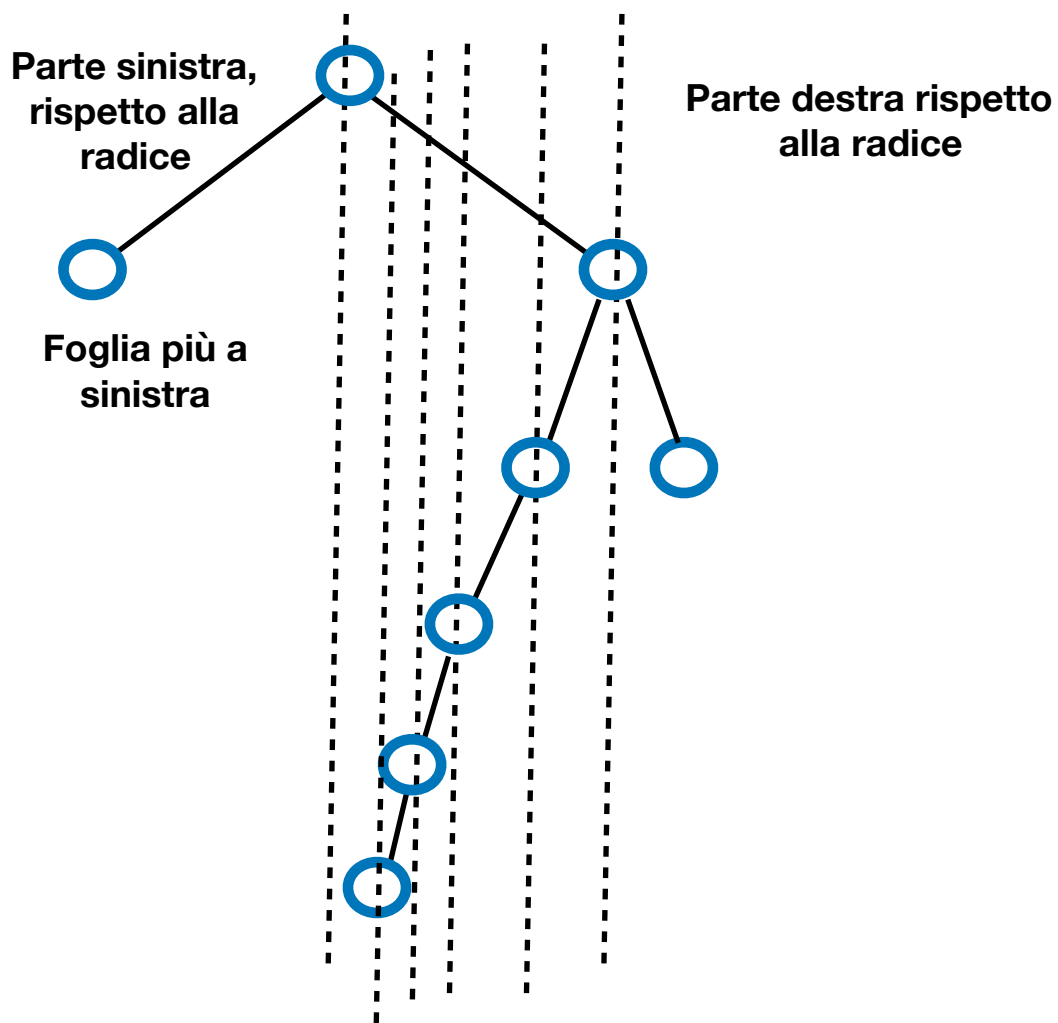 Parte sinistra,
rispetto alla
radice
Parte destra rispetto
alla radice
Foglia più a
sinistra